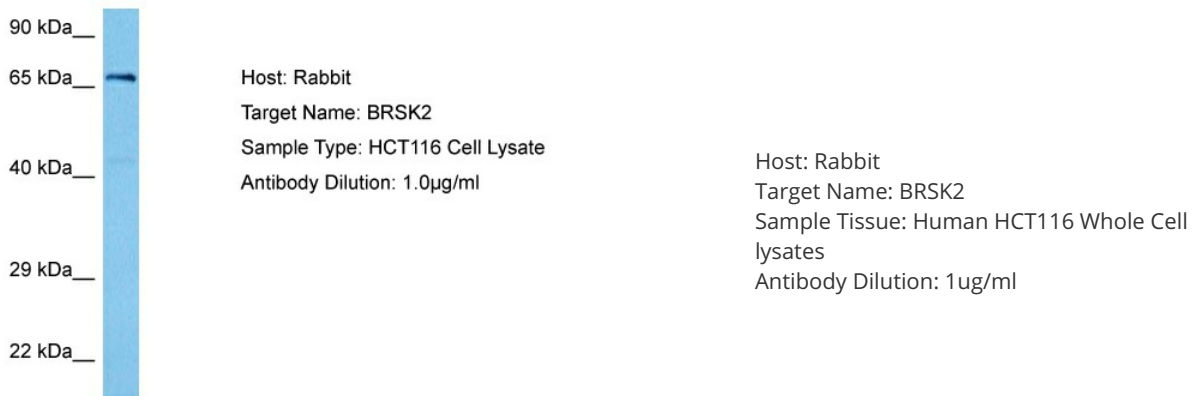 90 kDa__
65 kDa__
40 kDa__
29 kDa__
22 kDa__
Host: Rabbit
Target Name: BRSK2
Sample Type: HCT116 Cell Lysate
Antibody Dilution: 1.0µg/ml
Host: Rabbit
Target Name: BRSK2
Sample Tissue: Human HCT116 Whole Cell
lysates
Antibody Dilution: 1ug/ml